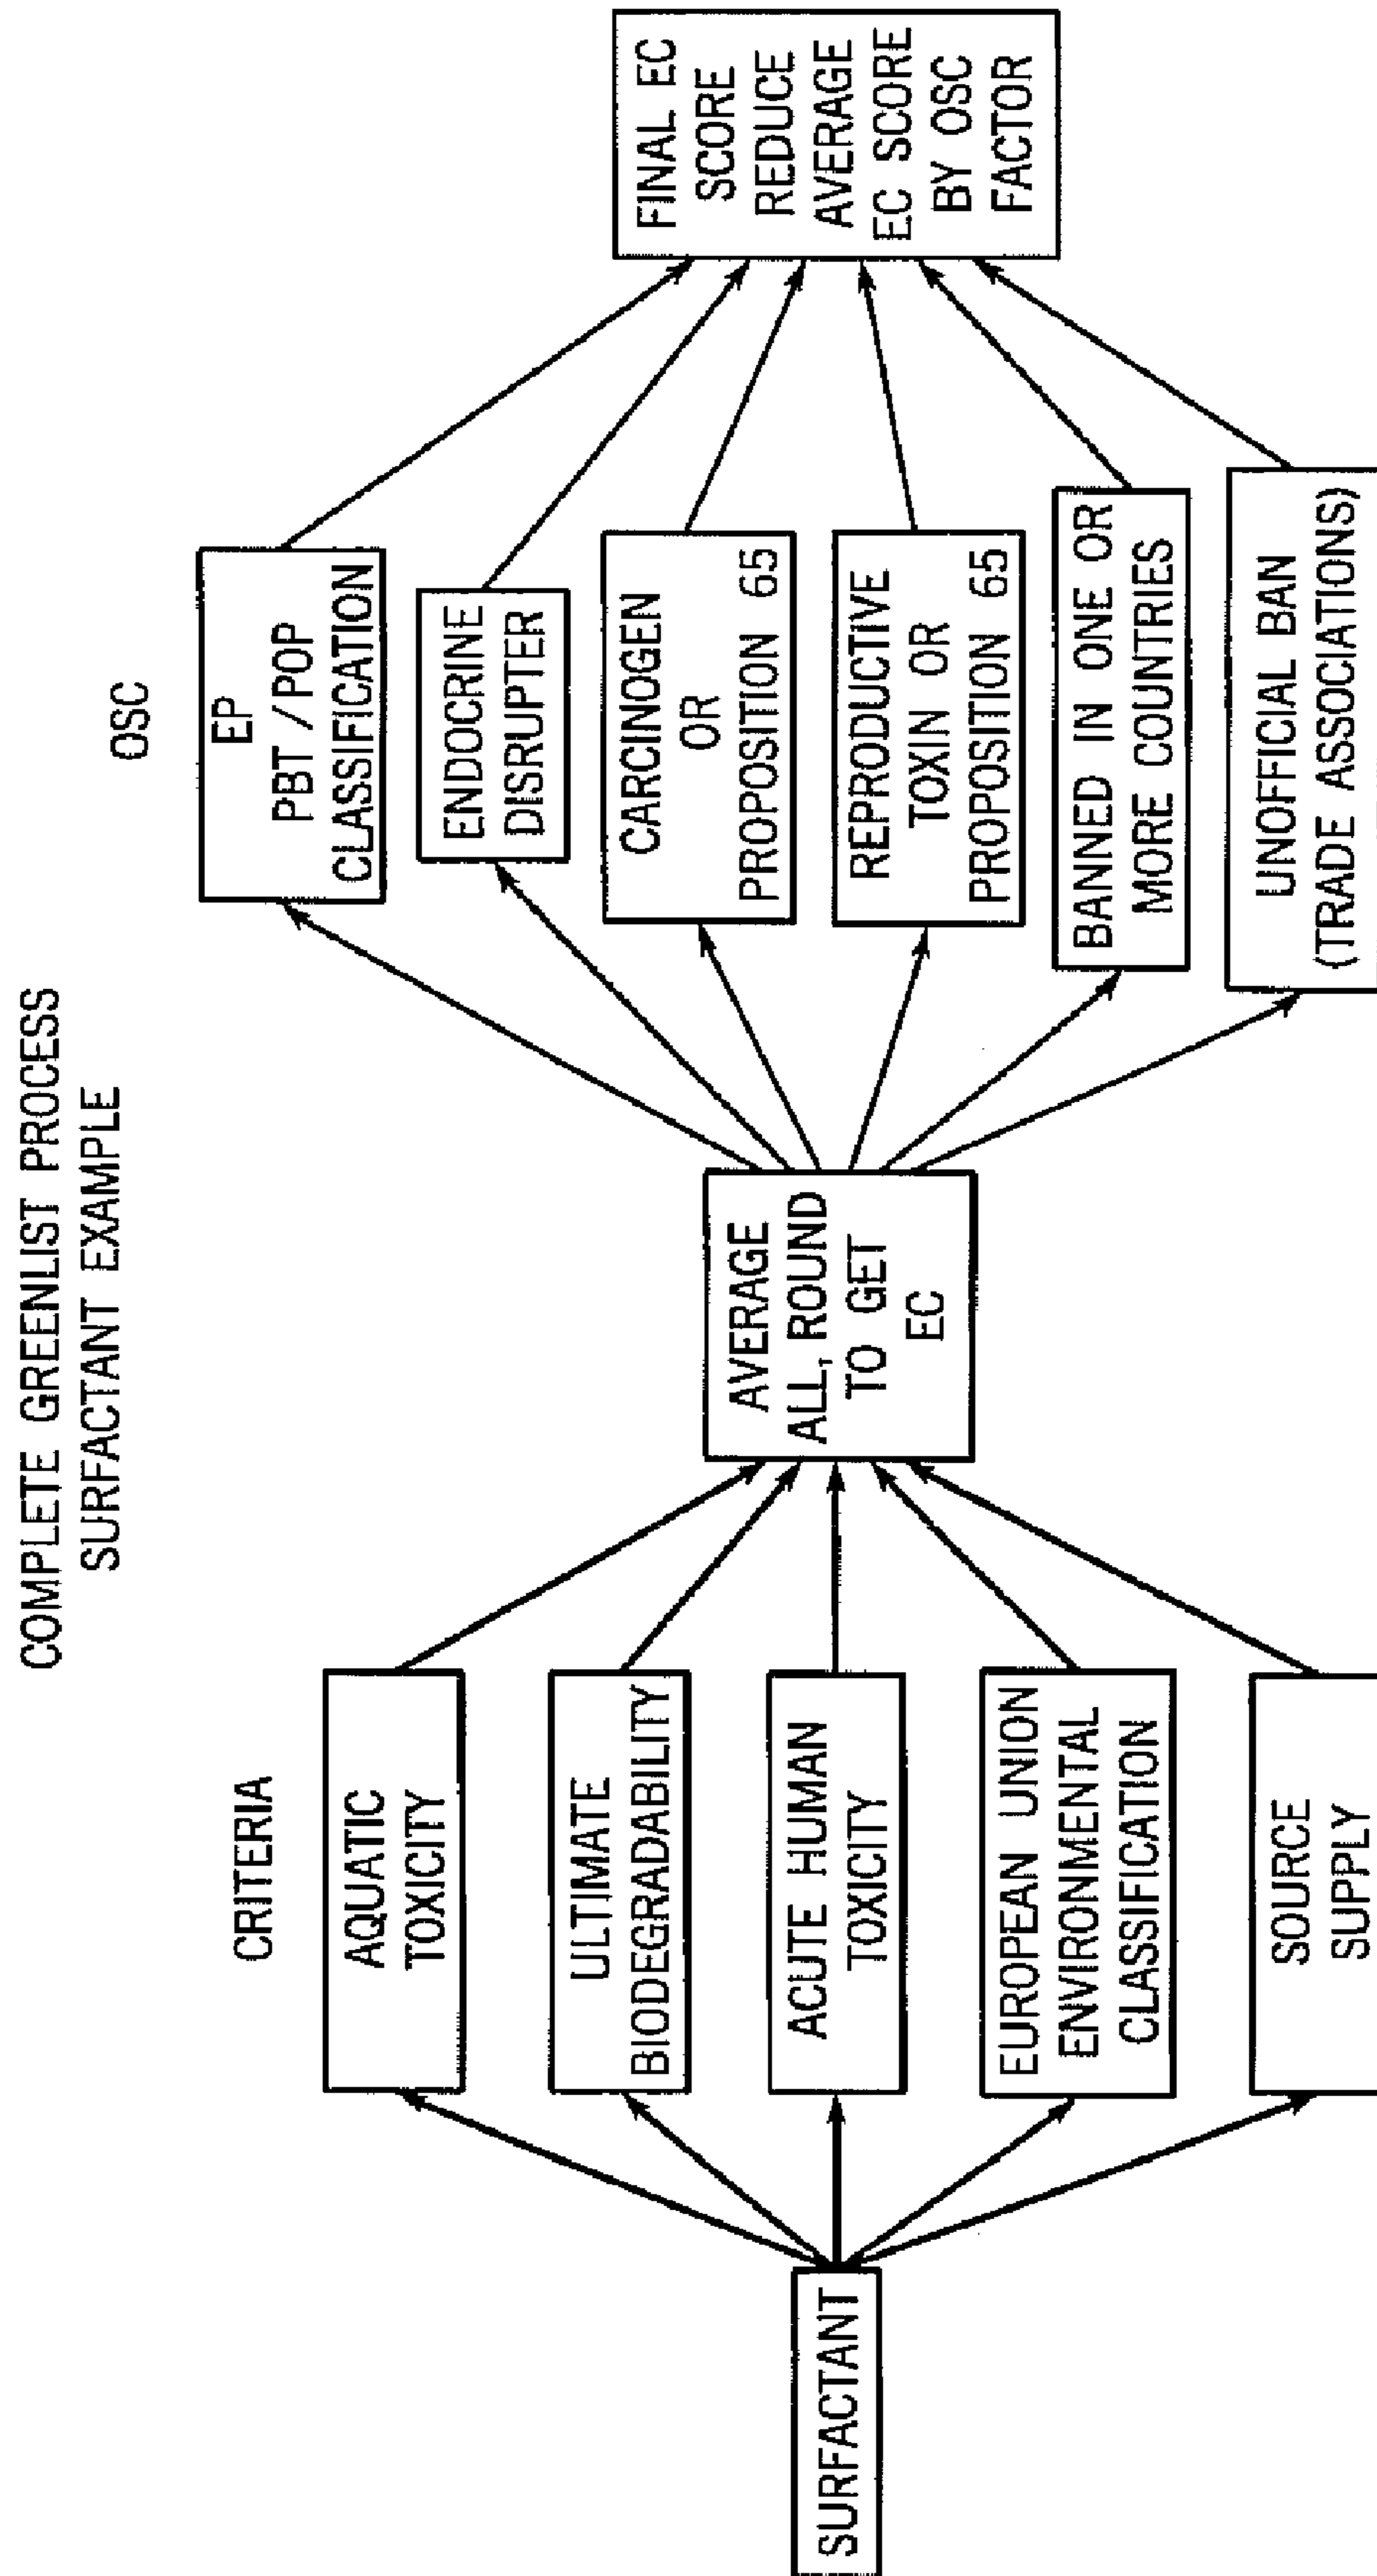 COMPLETE GREENLIST PROCESS
SURFACTANT EXAMPLE
SURFACTANT
CRITERIA
AQUATIC
TOXICITY
ULTIMATE
BIODEGRADABILITY
ACUTE HUMAN
TOXICITY
EUROPEAN UNION
ENVIRONMENTAL
CLASSIFICATION
SOURCE
SUPPLY
AVERAGE
ALL, ROUND
TO GET
EC
OSC
EP
PBT/POP
CLASSIFICATION
ENDOCRINE
DISRUPTER
CARCINOGEN
OR
PROPOSITION 65
REPRODUCTIVE
TOXIN OR
PROPOSITION 65
BANNED IN ONE OR
MORE COUNTRIES
UNOFFICIAL BAN
(TRADE ASSOCIATIONS)
FINAL EC
SCORE
REDUCE
AVERAGE
EC SCORE
BY OSC
FACTOR